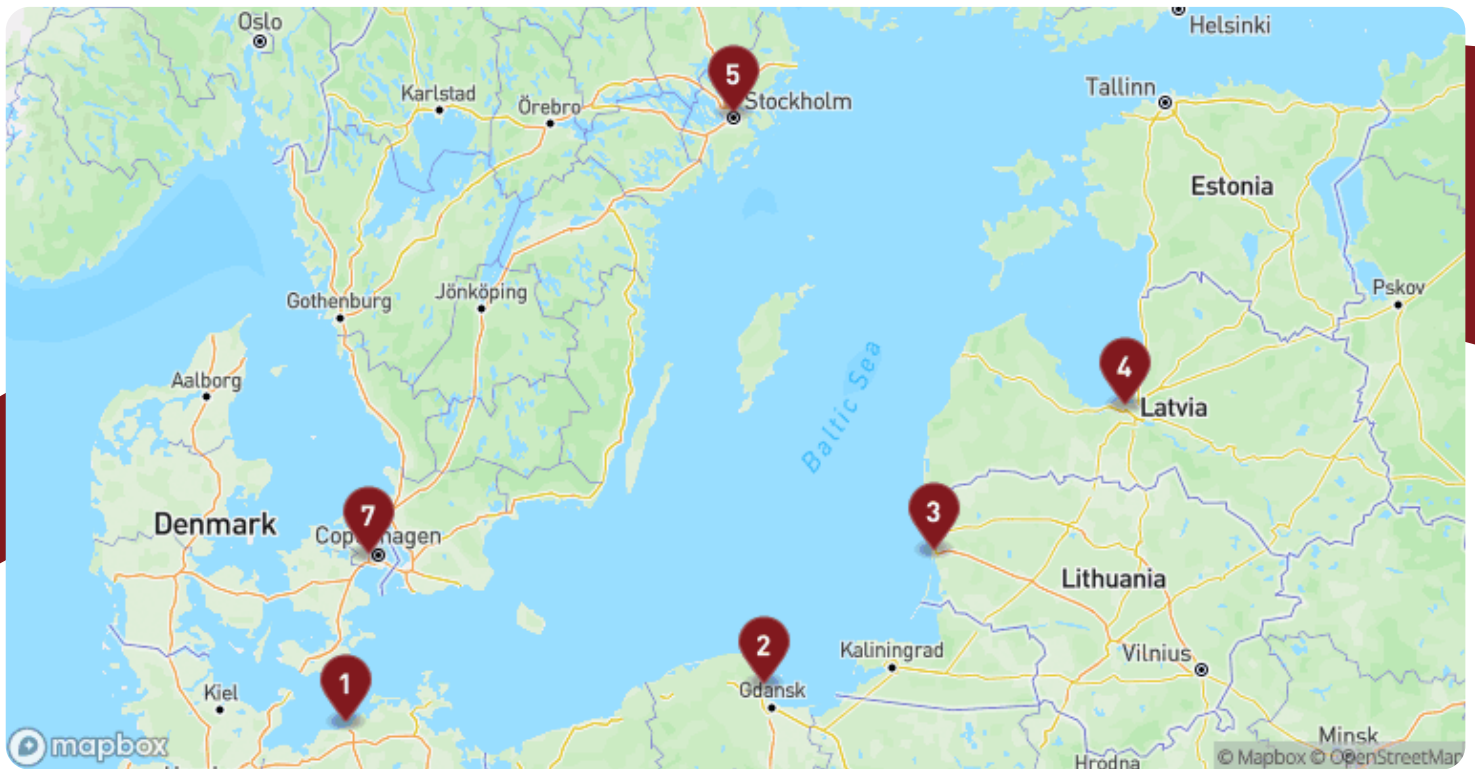 Oslo
Helsinki
5
Karlstad
Stockholm
Tallinn
Örebro
Estonia
Pskov
Gothenburg
Jönköping
Aalborg
Baltic Sea
4
Latvia
3
7
Denmark
Copenhagen
Lithuania
2
Kaliningrad
Vilnius
1
Kiel
Gdansk
Minsk
mapbox
© Mapbox © OpenStreetMap
Hrodna